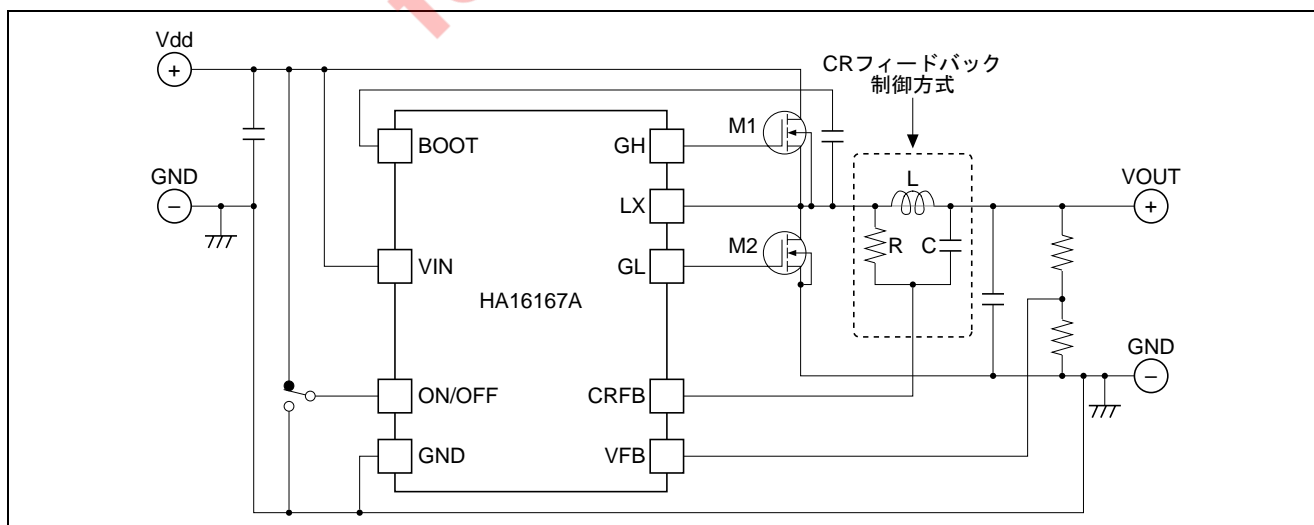 Vdd
+
GND
−
BOOT
VIN
ON/OFF
GND
HA16167A
GH
LX
GL
CRFB
VFB
M1
M2
CRフィードバック
制御方式
L
R
C
VOUT
+
GND
−